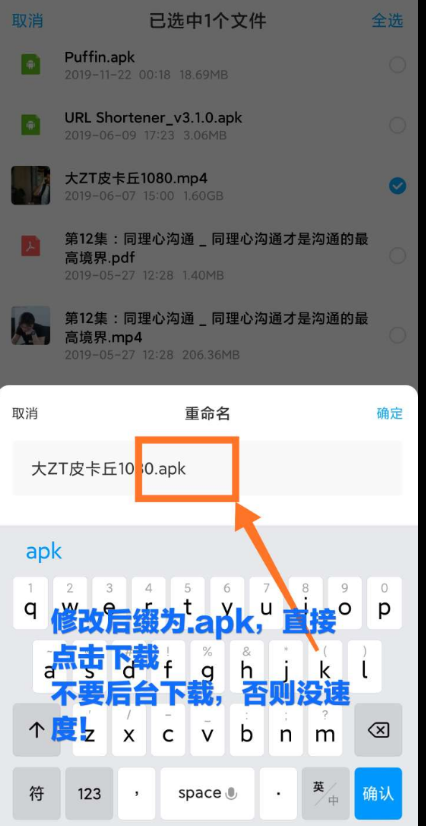 取消 已选中1个文件 全选
Puffin.apk
2019-11-22 00:18 18.69MB
URL Shortener_v3.1.0.apk
2019-06-09 17:23 3.06MB
大ZT皮卡丘1080.mp4
2019-06-07 15:00 1.60GB
第12集：同理心沟通 _ 同理心沟通才是沟通的最
高境界.pdf
2019-05-27 12:28 1.40MB
第12集：同理心沟通 _ 同理心沟通才是沟通的最
高境界.mp4
2019-05-27 12:28 206.36MB
取消 重命名 确定
大ZT皮卡丘1080.apk
apk
1 2 3 4 5 6 7 8 9 0
q w e r t y u i o p
修改后缀为.apk，直接
点击下载
% & * ( )
a s d f g h j k l
不要后台下载，否则没速
度！
z x c v b n m
符 123 ， space . 英/中 确认